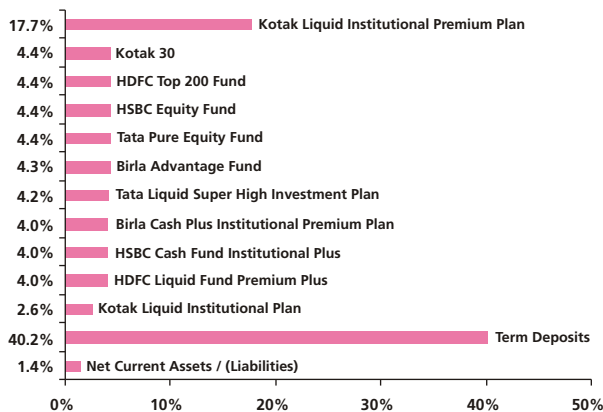 17.7% Kotak Liquid Institutional Premium Plan
4.4% Kotak 30
4.4% HDFC Top 200 Fund
4.4% HSBC Equity Fund
4.4% Tata Pure Equity Fund
4.3% Birla Advantage Fund
4.2% Tata Liquid Super High Investment Plan
4.0% Birla Cash Plus Institutional Premium Plan
4.0% HSBC Cash Fund Institutional Plus
4.0% HDFC Liquid Fund Premium Plus
2.6% Kotak Liquid Institutional Plan
40.2% Term Deposits
1.4% Net Current Assets / (Liabilities)
0% 10% 20% 30% 40% 50%